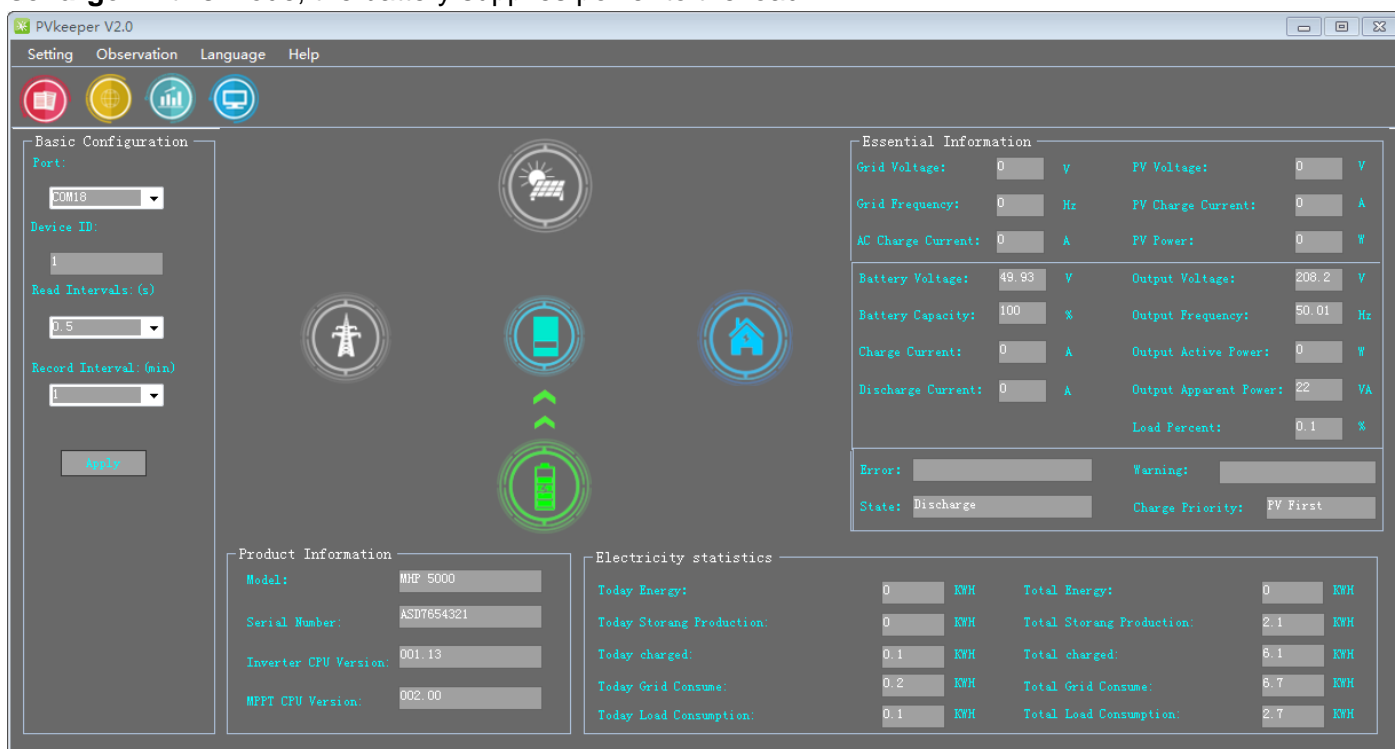 PVkeeper V2.0
Setting Observation Language Help
Basic Configuration
Port:
COM18
Device ID:
1
Read Intervals:(s)
0.5
Record Interval:(min)
1
Apply
Essential Information
Grid Voltage: 0 V PV Voltage: 0 V
Grid Frequency: 0 Hz PV Charge Current: 0 A
AC Charge Current: 0 A PV Power: 0 W
Battery Voltage: 49.93 V Output Voltage: 208.2 V
Battery Capacity: 100 % Output Frequency: 50.01 Hz
Charge Current: 0 A Output Active Power: 0 W
Discharge Current: 0 A Output Apparent Power: 22 VA
Load Percent: 0.1 %
Error: Warning:
State: Discharge Charge Priority: PV First
Product Information
Model: MHP 5000
Serial Number: ASD7654321
Inverter CPU Version: 001.13
MPPT CPU Version: 002.00
Electricity statistics
Today Energy: 0 KWH Total Energy: 0 KWH
Today Storang Production: 0 KWH Total Storang Production: 2.1 KWH
Today charged: 0.1 KWH Total charged: 6.1 KWH
Today Grid Consume: 0.2 KWH Total Grid Consume: 6.7 KWH
Today Load Consumption: 0.1 KWH Total Load Consumption: 2.7 KWH